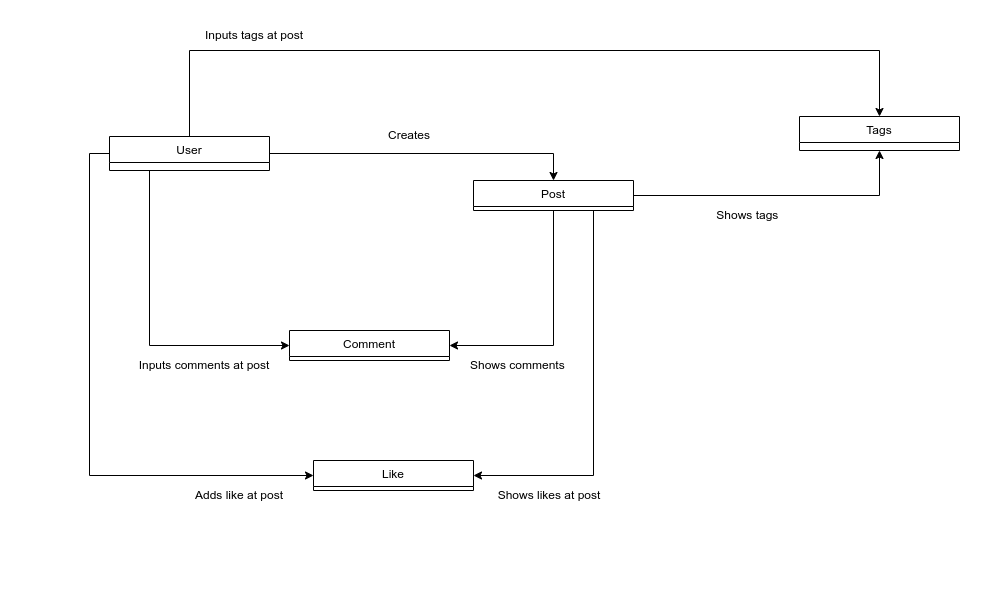 Inputs tags at post
Tags
Creates
User
Post
Shows tags
Comment
Inputs comments at post
Shows comments
Like
Adds like at post
Shows likes at post